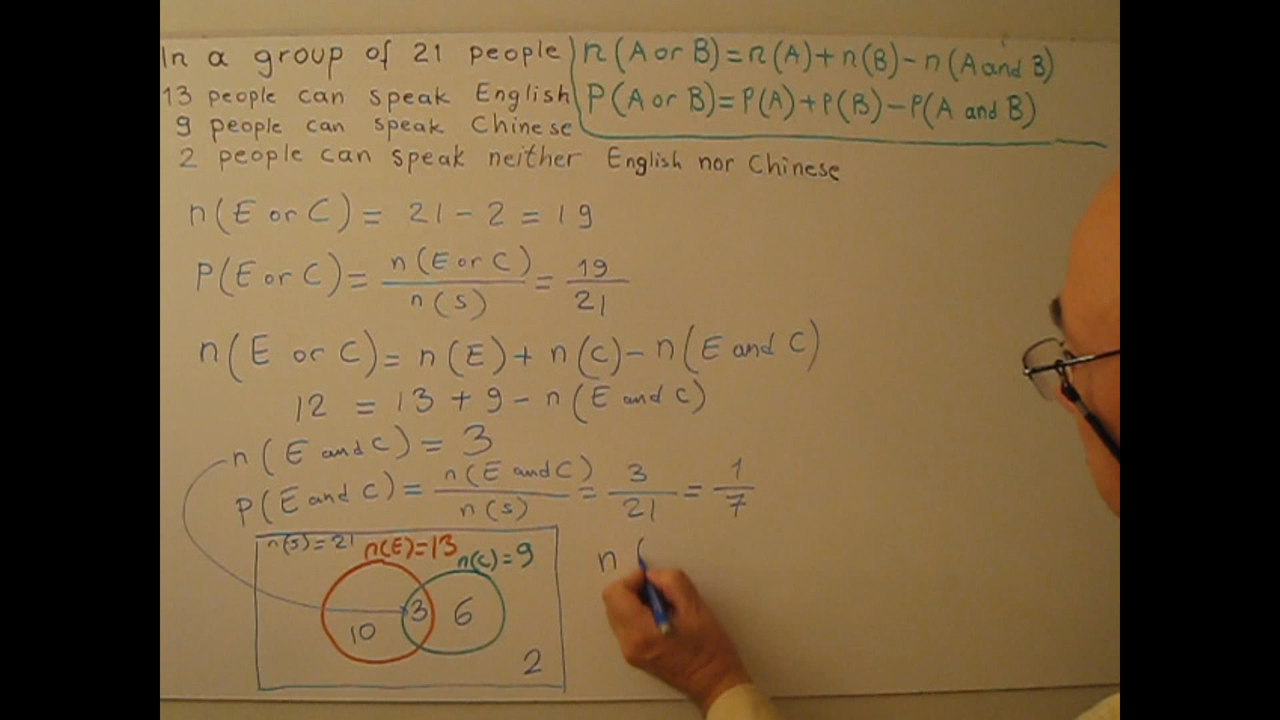 In a group of 21 people
13 people can speak English
9 people can speak Chinese
2 people can speak neither English nor Chinese
n(A or B)=n(A)+n(B)-n(A and B)
P(A or B)=P(A)+P(B)-P(A and B)
n(E or C)= 21-2=19
P(E or C)= n(E or C)/n(S) = 19/21
n(E or C)= n(E)+ n(C)- n(E and C)
12 = 13+9-n(E and C)
n(E and C)= 3
P(E and C)= n(E and C)/n(S) = 3/21 = 1/7
n(S)=21
n(E)=13
n(C)=9
10 3 6
2
n (